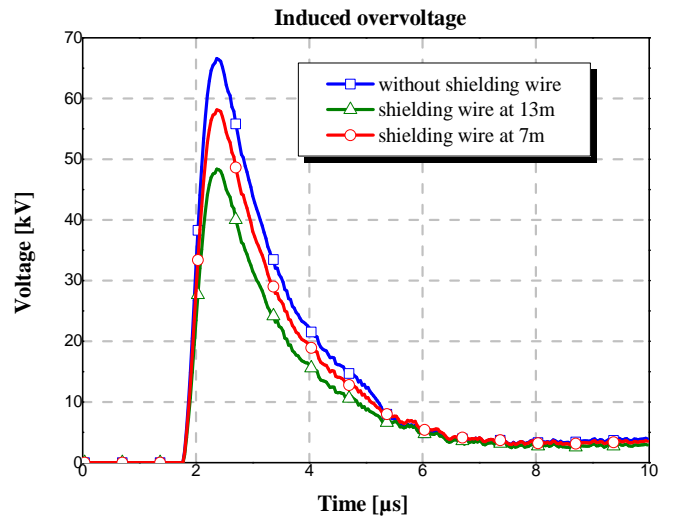 Induced overvoltage
70
60
50
40
30
20
10
0
Voltage [kV]
without shielding wire
shielding wire at 13m
shielding wire at 7m
0 2 4 6 8 10
Time [µs]